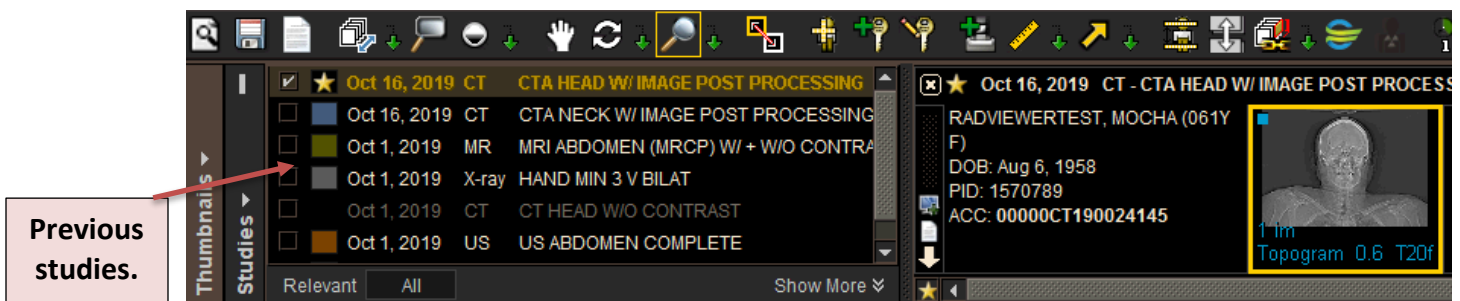 Oct 16, 2019 CT CTA HEAD W/ IMAGE POST PROCESSING
Oct 16, 2019 CT CTA NECK W/ IMAGE POST PROCESSING
Oct 1, 2019 MR MRI ABDOMEN (MRCP) W/ + W/O CONTRA
Oct 1, 2019 X-ray HAND MIN 3 V BILAT
Oct 1, 2019 CT CT HEAD W/O CONTRAST
Oct 1, 2019 US US ABDOMEN COMPLETE
Relevant All Show More
Thumbnails
Studies
Previous
studies.
Oct 16, 2019 CT - CTA HEAD W/ IMAGE POST PROCESS
RADVIEWERTEST, MOCHA (061Y
F)
DOB: Aug 6, 1958
PID: 1570789
ACC: 00000CT190024145
1 Im
Topogram 0.6 T20f
1